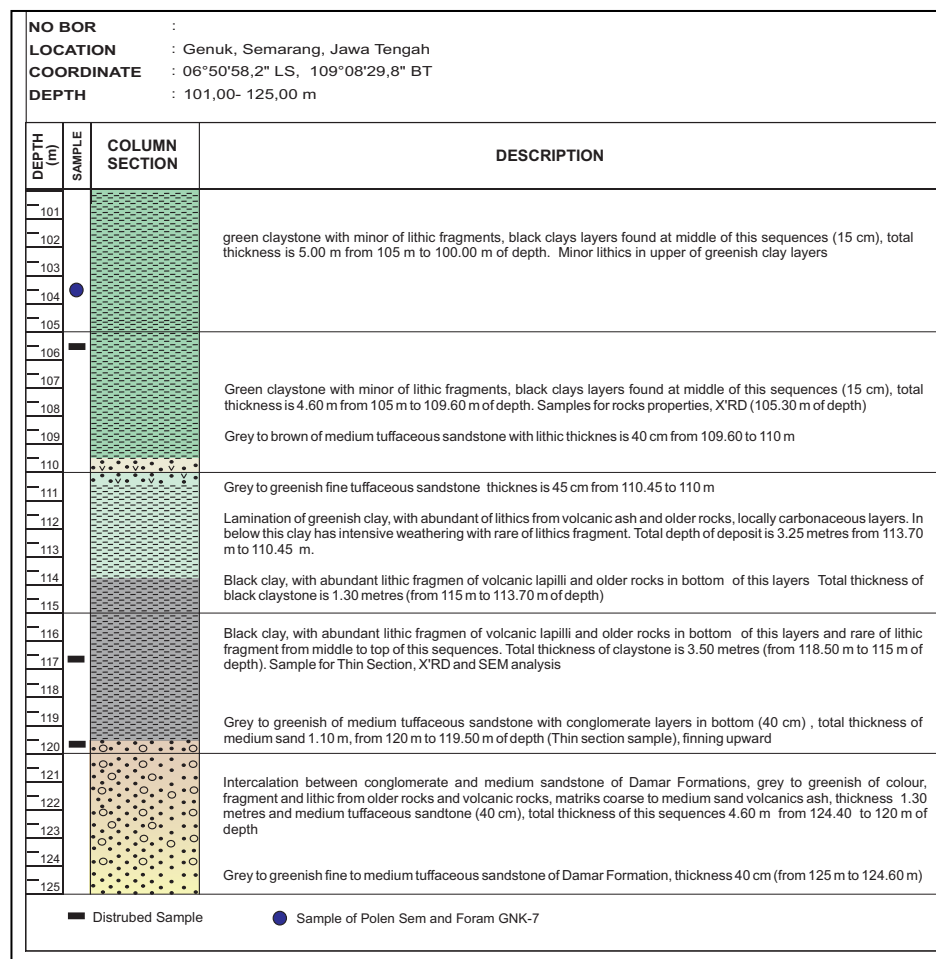 NO BOR :
LOCATION : Genuk, Semarang, Jawa Tengah
COORDINATE : 06°50'58,2" LS, 109°08'29,8" BT
DEPTH : 101,00- 125,00 m
DEPTH (m)
SAMPLE
COLUMN SECTION
DESCRIPTION
101
102
103
104
105
green claystone with minor of lithic fragments, black clays layers found at middle of this sequences (15 cm), total
thickness is 5.00 m from 105 m to 100.00 m of depth. Minor lithics in upper of greenish clay layers
106
107
108
109
110
Green claystone with minor of lithic fragments, black clays layers found at middle of this sequences (15 cm), total
thickness is 4.60 m from 105 m to 109.60 m of depth. Samples for rocks properties, X'RD (105.30 m of depth)
Grey to brown of medium tuffaceous sandstone with lithic thicknes is 40 cm from 109.60 to 110 m
111
112
113
114
115
Grey to greenish fine tuffaceous sandstone thicknes is 45 cm from 110.45 to 110 m
Lamination of greenish clay, with abundant of lithics from volcanic ash and older rocks, locally carbonaceous layers. In
below this clay has intensive weathering with rare of lithics fragment. Total depth of deposit is 3.25 metres from 113.70
m to 110.45 m.
Black clay, with abundant lithic fragmen of volcanic lapilli and older rocks in bottom of this layers Total thickness of
black claystone is 1.30 metres (from 115 m to 113.70 m of depth)
116
117
118
119
120
Black clay, with abundant lithic fragmen of volcanic lapilli and older rocks in bottom of this layers and rare of lithic
fragment from middle to top of this sequences. Total thickness of claystone is 3.50 metres (from 118.50 m to 115 m of
depth). Sample for Thin Section, X'RD and SEM analysis
Grey to greenish of medium tuffaceous sandstone with conglomerate layers in bottom (40 cm) , total thickness of
medium sand 1.10 m, from 120 m to 119.50 m of depth (Thin section sample), finning upward
121
122
123
124
125
Intercalation between conglomerate and medium sandstone of Damar Formations, grey to greenish of colour,
fragment and lithic from older rocks and volcanic rocks, matriks coarse to medium sand volcanics ash, thickness 1.30
metres and medium tuffaceous sandtone (40 cm), total thickness of this sequences 4.60 m from 124.40 to 120 m of
depth
Grey to greenish fine to medium tuffaceous sandstone of Damar Formation, thickness 40 cm (from 125 m to 124.60 m)
Distrubed Sample
Sample of Polen Sem and Foram GNK-7